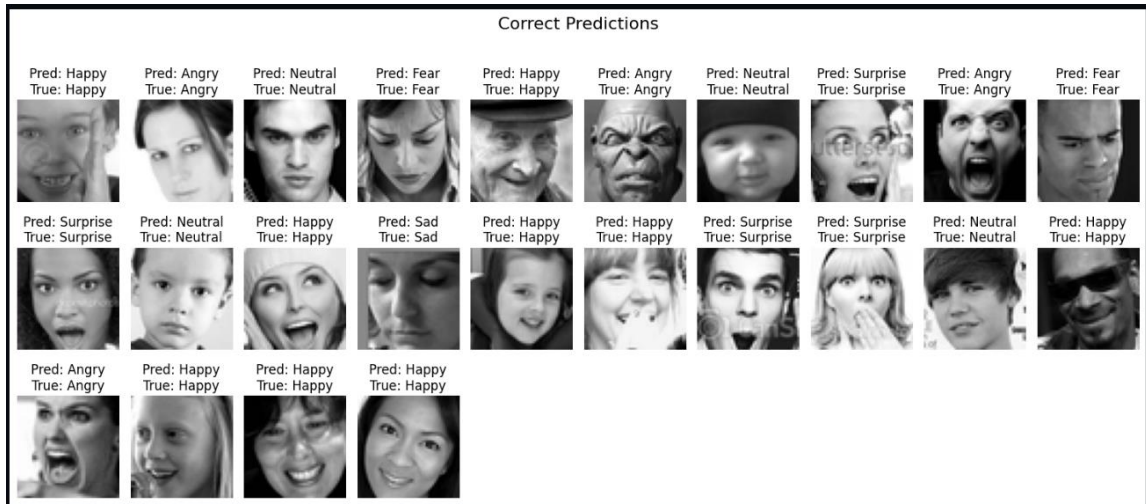 Correct Predictions
Pred: Happy
True: Happy
Pred: Angry
True: Angry
Pred: Neutral
True: Neutral
Pred: Fear
True: Fear
Pred: Happy
True: Happy
Pred: Angry
True: Angry
Pred: Neutral
True: Neutral
Pred: Surprise
True: Surprise
Pred: Angry
True: Angry
Pred: Fear
True: Fear
Pred: Surprise
True: Surprise
Pred: Neutral
True: Neutral
Pred: Happy
True: Happy
Pred: Sad
True: Sad
Pred: Happy
True: Happy
Pred: Happy
True: Happy
Pred: Surprise
True: Surprise
Pred: Surprise
True: Surprise
Pred: Neutral
True: Neutral
Pred: Happy
True: Happy
Pred: Angry
True: Angry
Pred: Happy
True: Happy
Pred: Happy
True: Happy
Pred: Happy
True: Happy